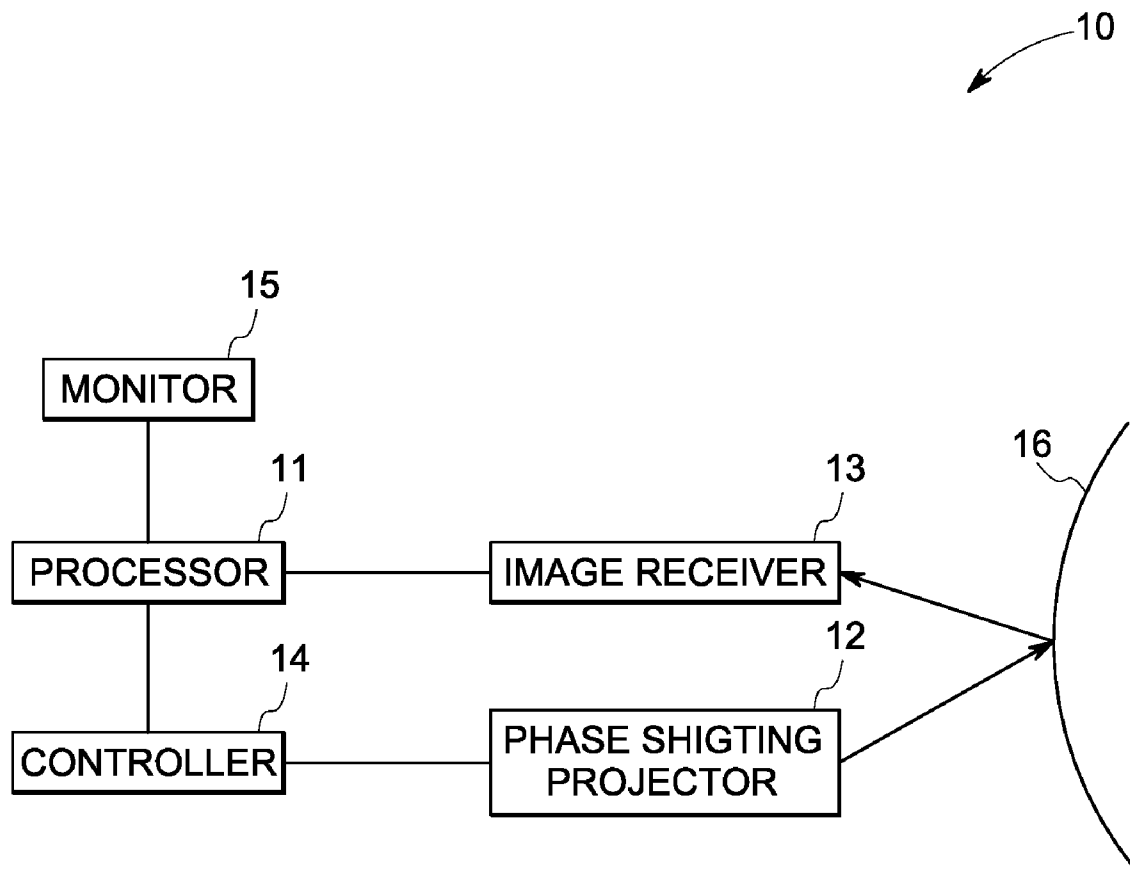 10
15
MONITOR
11
PROCESSOR
13
IMAGE RECEIVER
16
14
CONTROLLER
12
PHASE SHIGTING
PROJECTOR